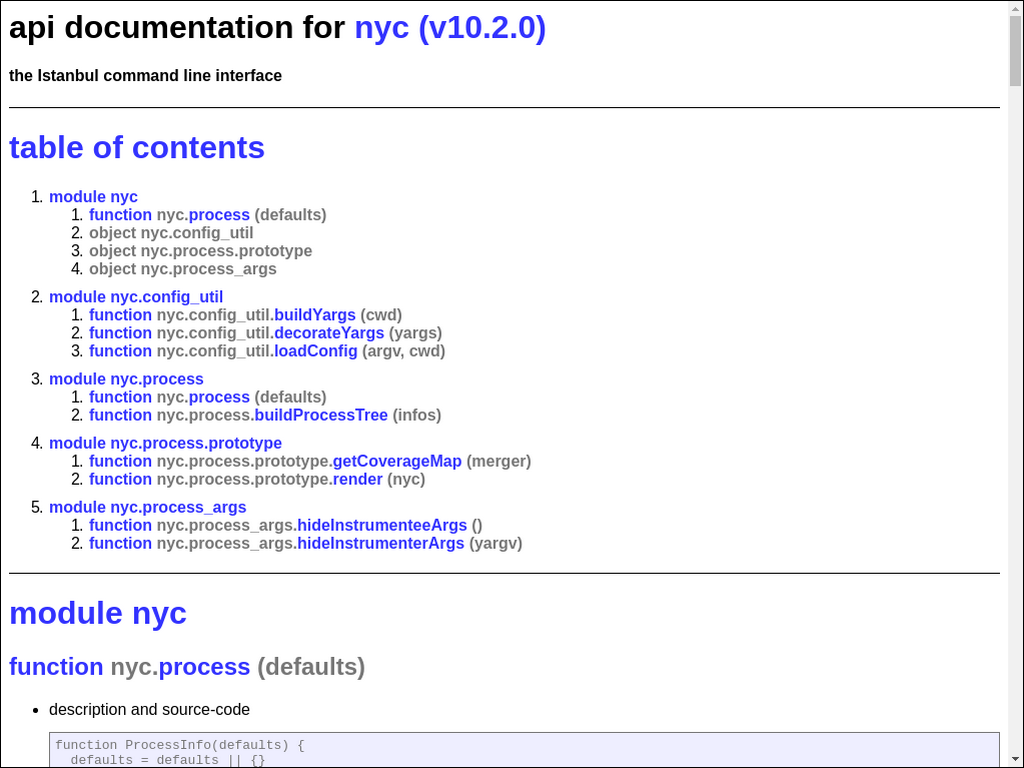 api documentation for nyc (v10.2.0)
the Istanbul command line interface
table of contents
1. module nyc
1. function nyc.process (defaults)
2. object nyc.config_util
3. object nyc.process.prototype
4. object nyc.process_args
2. module nyc.config_util
1. function nyc.config_util.buildYargs (cwd)
2. function nyc.config_util.decorateYargs (yargs)
3. function nyc.config_util.loadConfig (argv, cwd)
3. module nyc.process
1. function nyc.process (defaults)
2. function nyc.process.buildProcessTree (infos)
4. module nyc.process.prototype
1. function nyc.process.prototype.getCoverageMap (merger)
2. function nyc.process.prototype.render (nyc)
5. module nyc.process_args
1. function nyc.process_args.hideInstrumenteeArgs ()
2. function nyc.process_args.hideInstrumenterArgs (yargv)
module nyc
function nyc.process (defaults)
• description and source-code
function ProcessInfo(defaults) {
defaults = defaults || {}